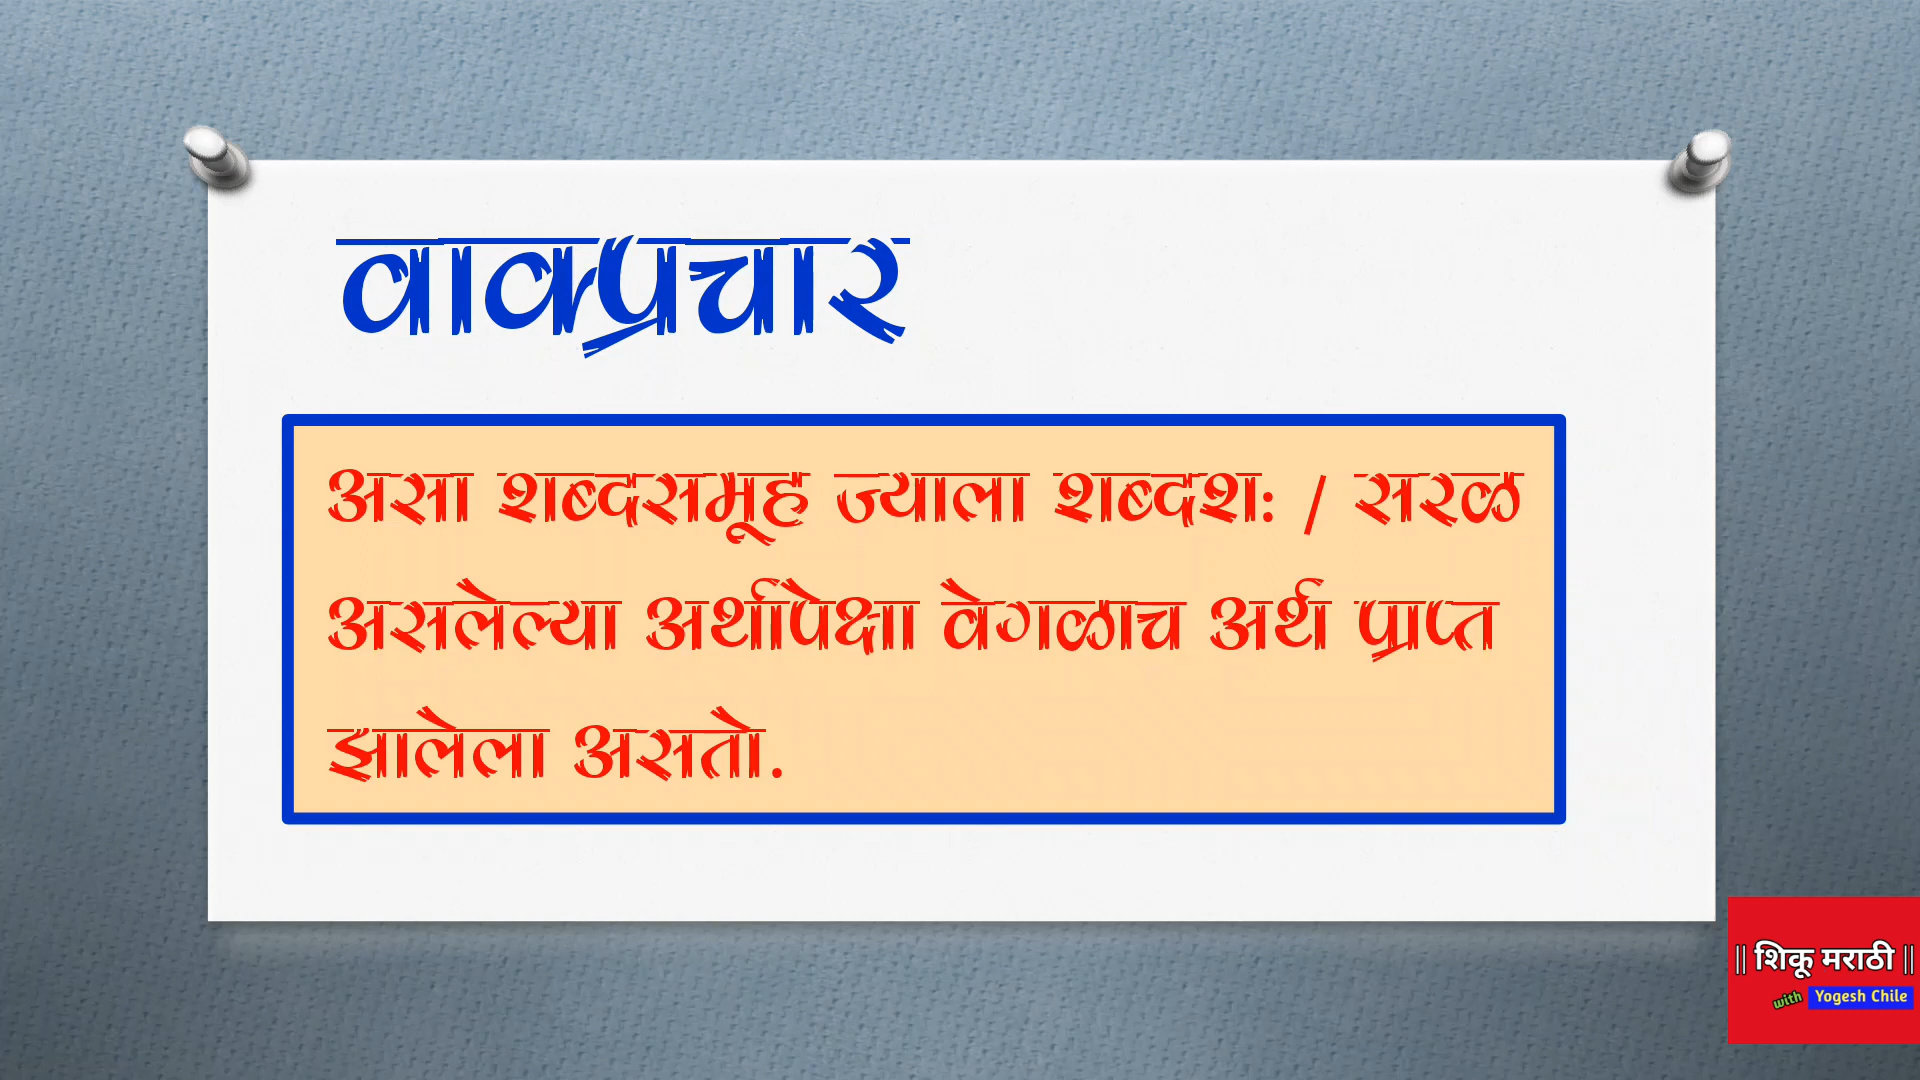 वाक्प्रचार
असा शब्दसमूह ज्याला शब्दश: / सरळ
असलेल्या अर्थापेक्षा वेगळाच अर्थ प्राप्त
झालेला असतो.
|| शिकू मराठी ||
with Yogesh Chile